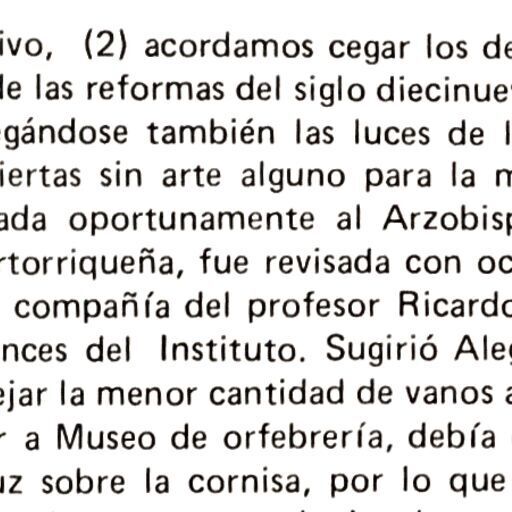 ivo, (2) acordamos cegar los de
de las reformas del siglo diecinue
egándose también las luces de l
iertas sin arte alguno para la m
ada oportunamente al Arzobisp
rtorriqueña, fue revisada con oc
compañía del profesor Ricardo
nces del Instituto. Sugirió Aleg
ejar la menor cantidad de vanos a
r a Museo de orfebrería, debía
uz sobre la cornisa, por lo que